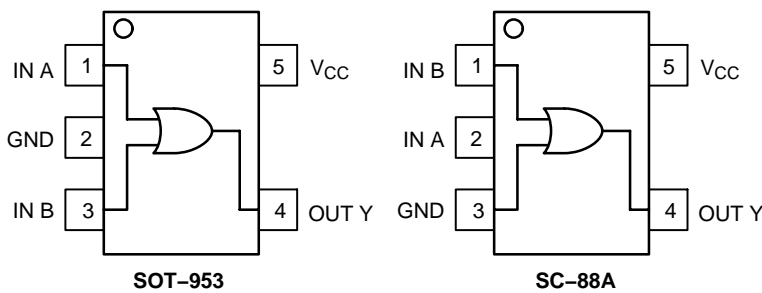 IN A 1 5 VCC
GND 2
IN B 3 4 OUT Y
SOT–953
IN B 1 5 VCC
IN A 2
GND 3 4 OUT Y
SC–88A